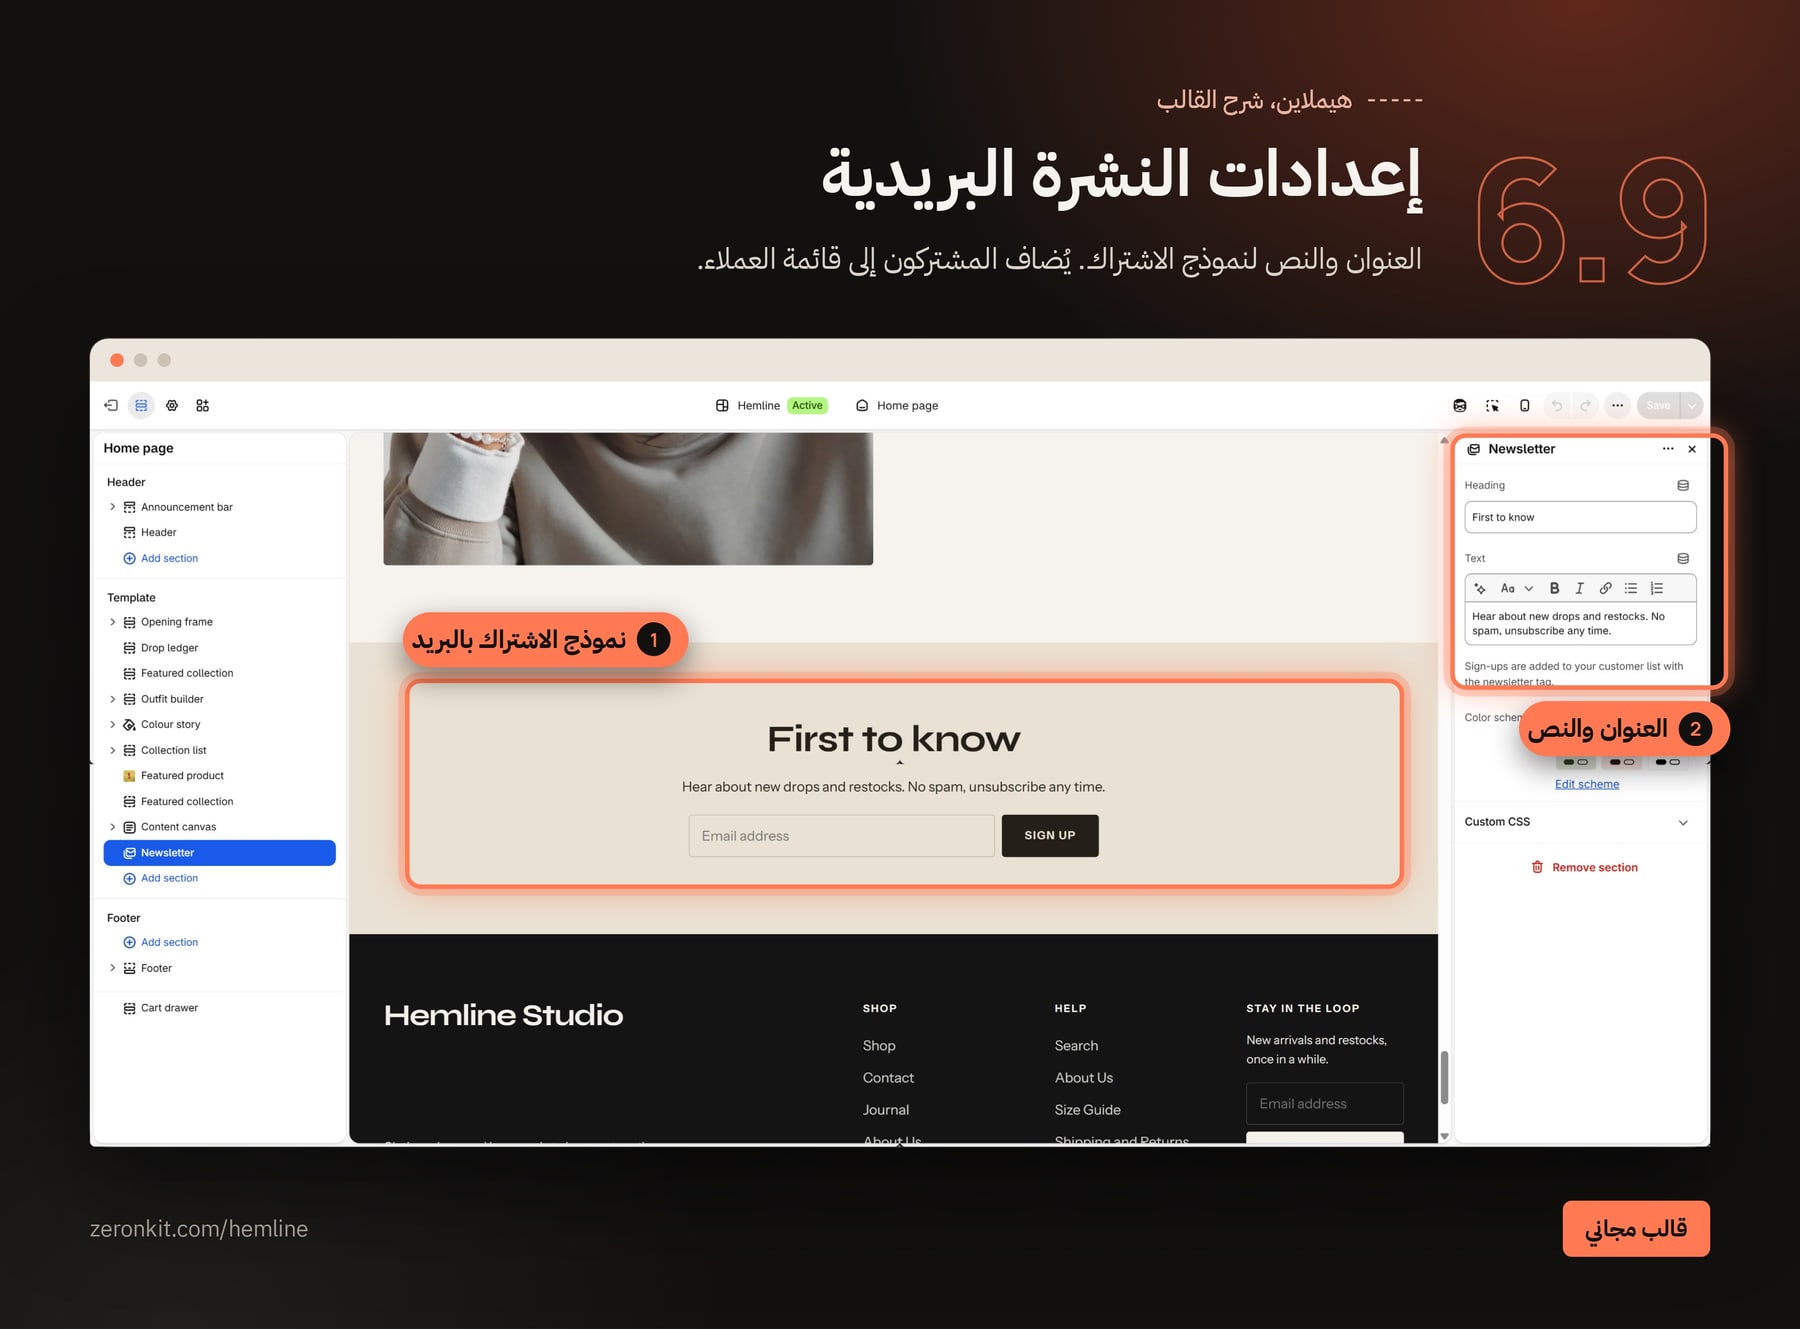 هيملاين، شرح القالب -----
6.9
إعدادات النشرة البريدية
العنوان والنص لنموذج الاشتراك. يُضاف المشتركون إلى قائمة العملاء.
Hemline Active Home page
Save
Home page
Header
Announcement bar
Header
Add section
Template
Opening frame
Drop ledger
Featured collection
Outfit builder
Colour story
Collection list
Featured product
Featured collection
Content canvas
Newsletter
Add section
Footer
Add section
Footer
Cart drawer
1 نموذج الاشتراك بالبريد
First to know
Hear about new drops and restocks. No spam, unsubscribe any time.
Email address
SIGN UP
Hemline Studio
SHOP
Shop
Contact
Journal
About Us
HELP
Search
About Us
Size Guide
Shipping and Returns
STAY IN THE LOOP
New arrivals and restocks,
once in a while.
Email address
Newsletter
Heading
First to know
Text
Aa B I
Hear about new drops and restocks. No
spam, unsubscribe any time.
Sign-ups are added to your customer list with
the newsletter tag.
Color
2 العنوان والنص
Edit scheme
Custom CSS
Remove section
zeronkit.com/hemline
قالب مجاني